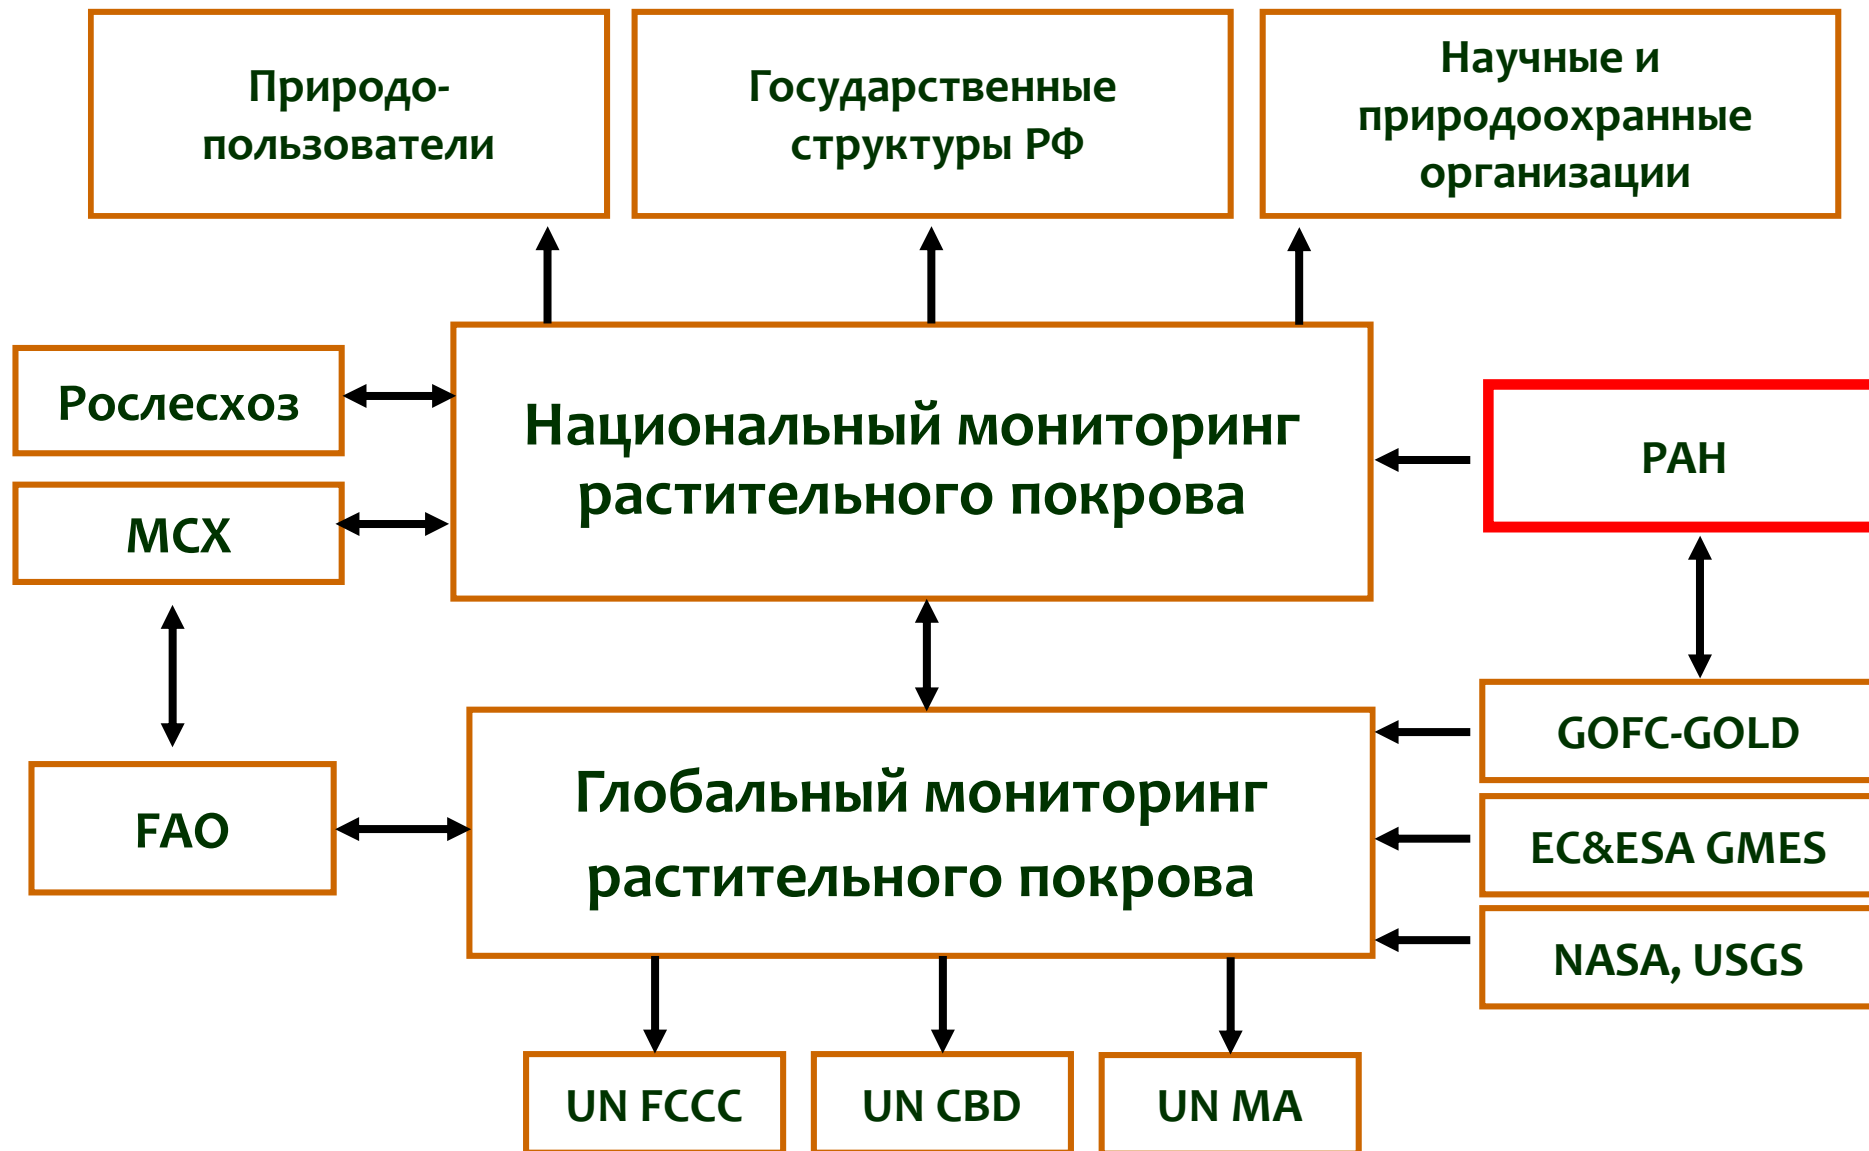 Природо-
пользователи
Государственные
структуры РФ
Научные и
природоохранные
организации
Рослесхоз
МСХ
Национальный мониторинг
растительного покрова
РАН
FAO
Глобальный мониторинг
растительного покрова
GOFC-GOLD
EC&ESA GMES
NASA, USGS
UN FCCC
UN CBD
UN MA